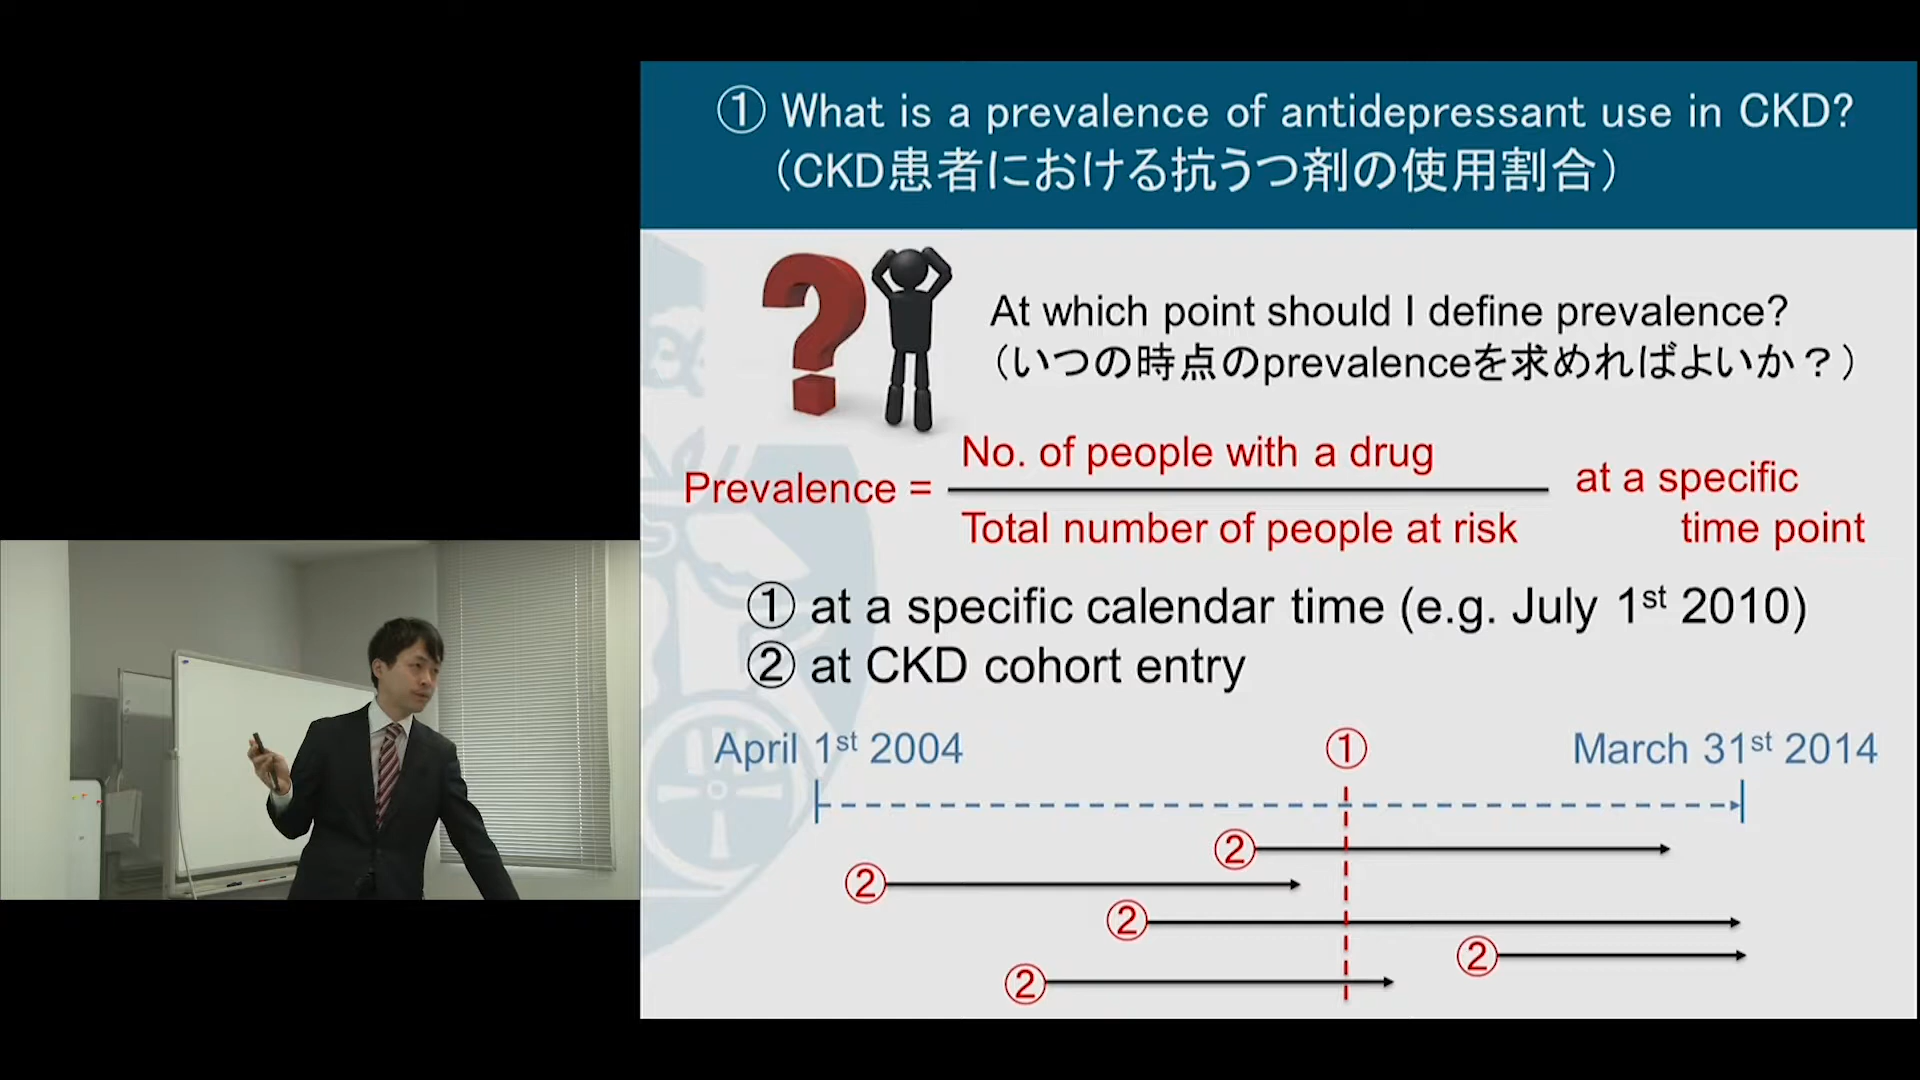 ① What is a prevalence of antidepressant use in CKD?
（CKD患者における抗うつ剤の使用割合）
At which point should I define prevalence?
（いつの時点のprevalenceを求めればよいか？）
Prevalence =
No. of people with a drug
Total number of people at risk
at a specific
time point
① at a specific calendar time (e.g. July 1st 2010)
② at CKD cohort entry
April 1st 2004
①
March 31st 2014
②
②
②
②
②